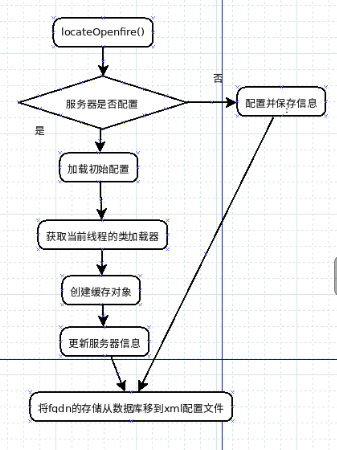 locateOpenfire()
否
服务器是否配置
配置并保存信息
是
加载初始配置
获取当前线程的类加载器
创建缓存对象
更新服务器信息
将fqdn的存储从数据库移到xml配置文件